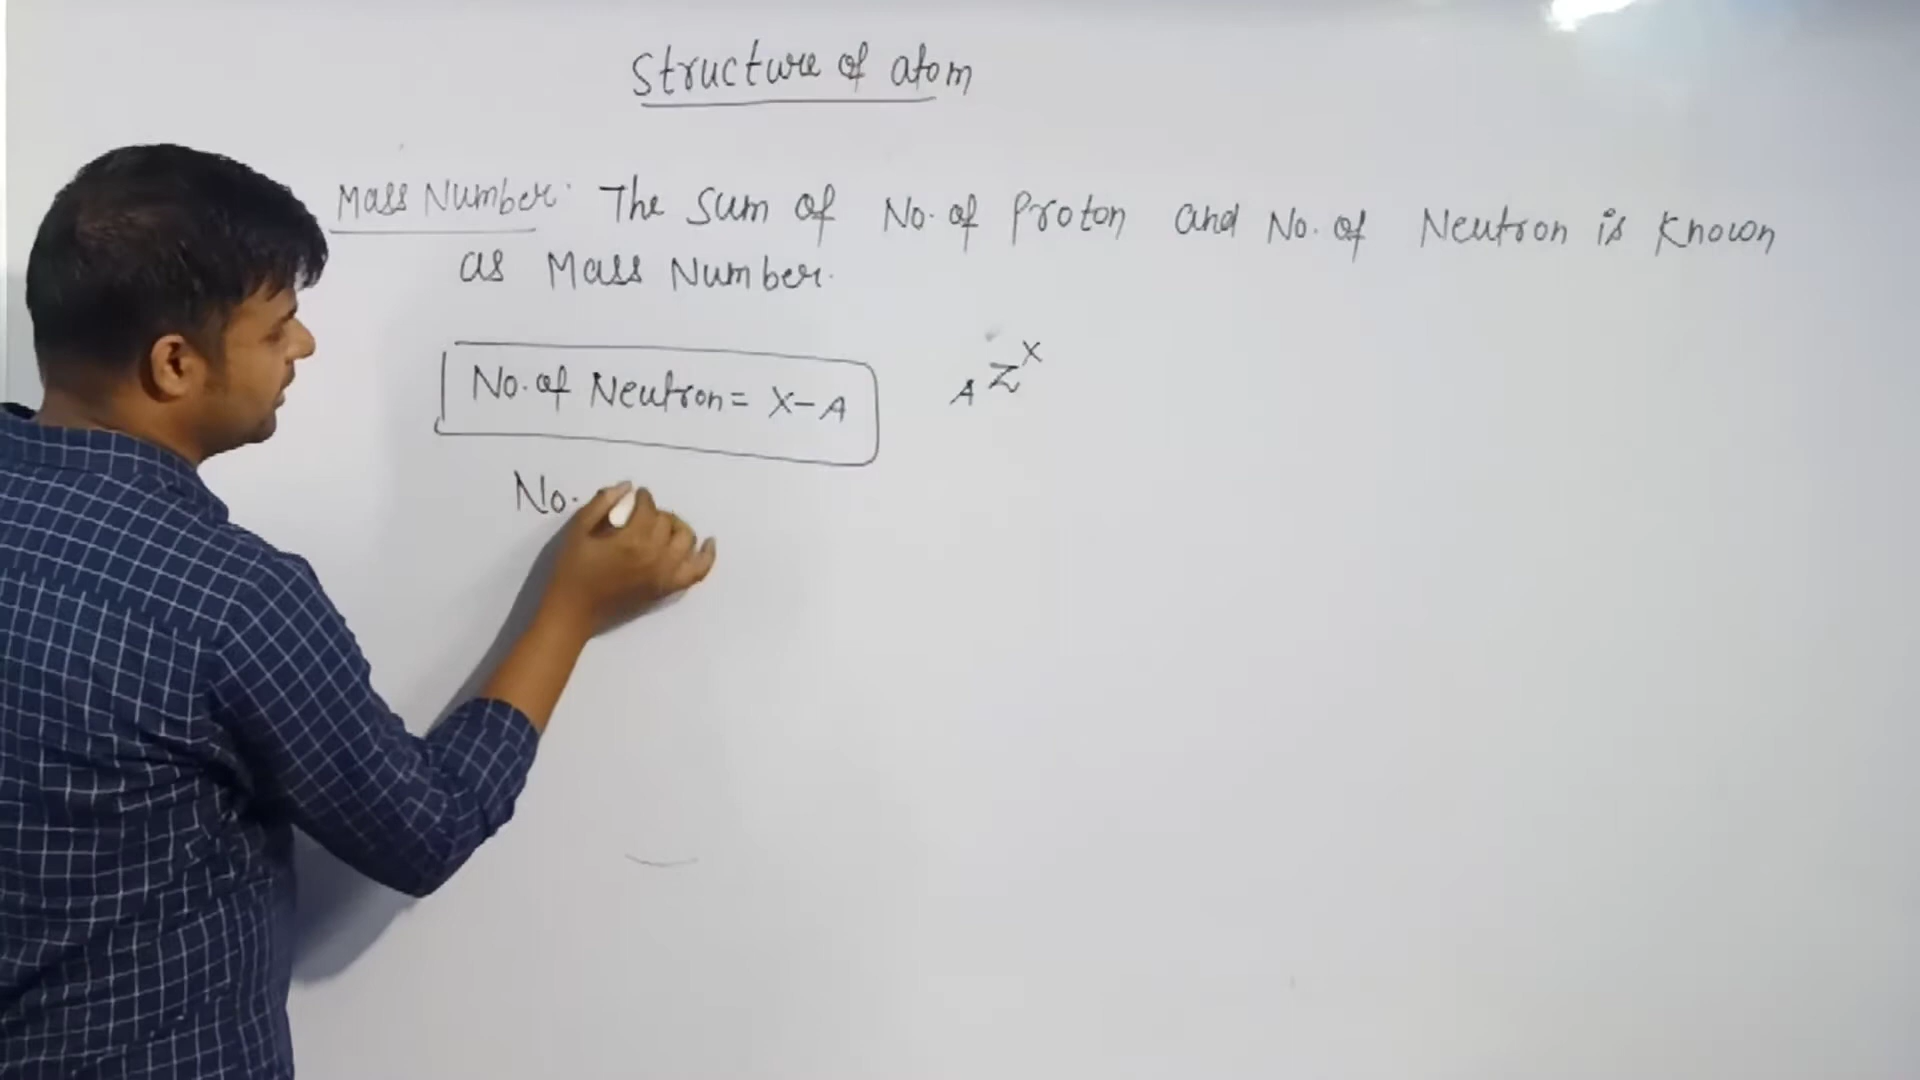 Structure of atom
Mass Number: The Sum of No. of Proton and No. of Neutron is Known
as Mass Number.
No. of Neutron = X - A
A Z X
No.